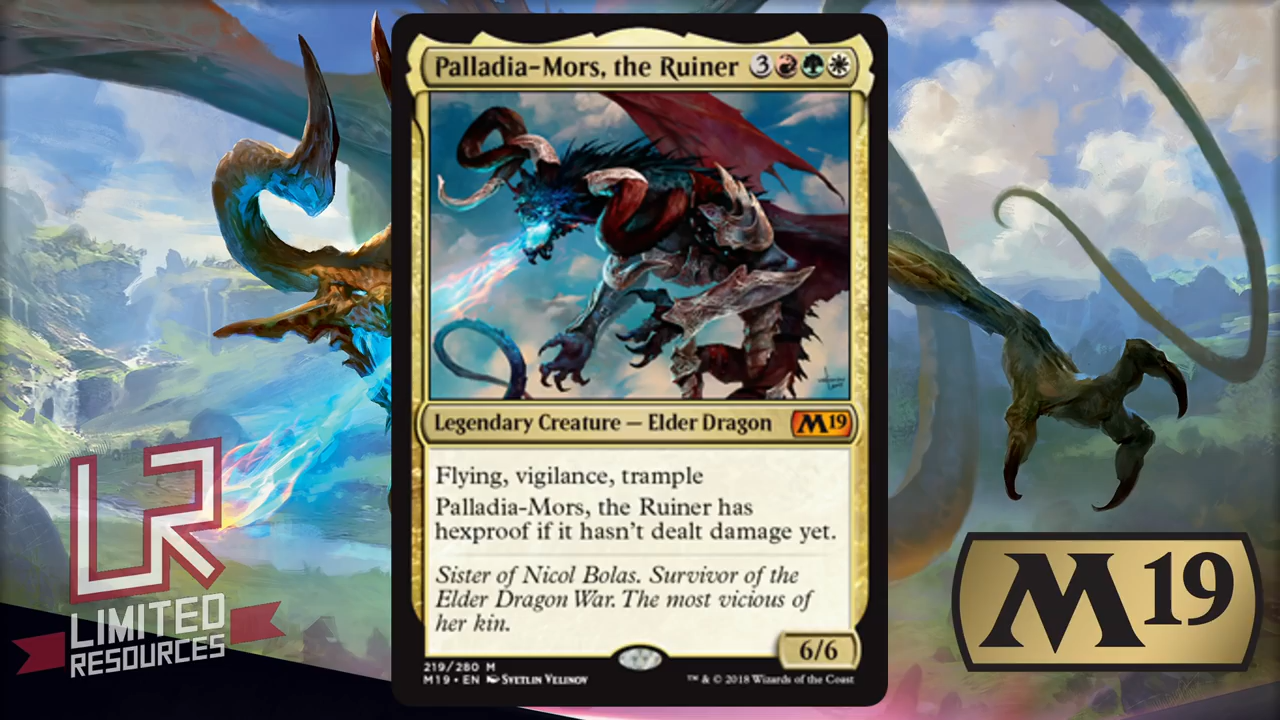 Palladia-Mors, the Ruiner 3
Legendary Creature — Elder Dragon M19
Flying, vigilance, trample
Palladia-Mors, the Ruiner has
hexproof if it hasn't dealt damage yet.
Sister of Nicol Bolas. Survivor of the
Elder Dragon War. The most vicious of
her kin.
6/6
219/280 M
M19 • EN Svetlin Velinov
™ & © 2018 Wizards of the Coast
LR
LIMITED
RESOURCES
M19